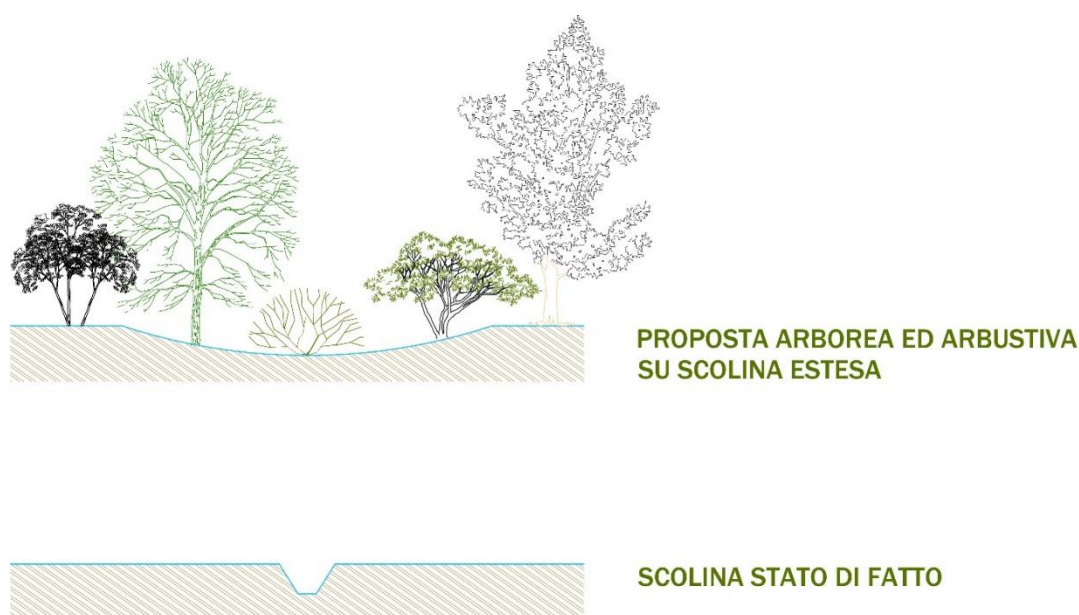 PROPOSTA ARBOREA ED ARBUSTIVA
SU SCOLINA ESTESA
SCOLINA STATO DI FATTO